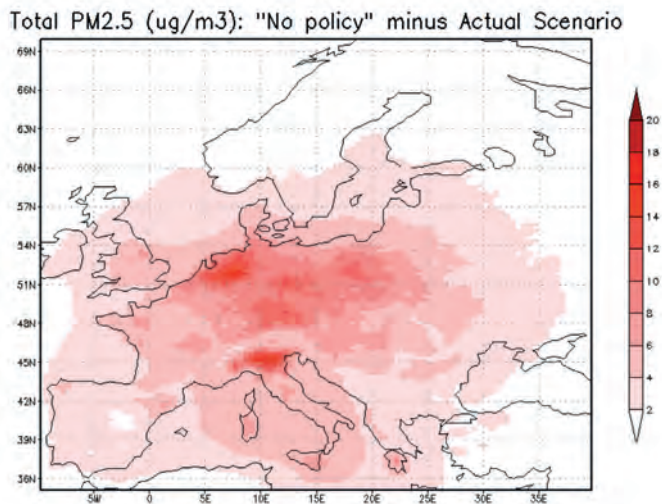 Total PM2.5 (ug/m3): "No policy" minus Actual Scenario
69N
66N
63N
60N
57N
54N
51N
48N
45N
42N
39N
36N
5W 0 5E 10E 15E 20E 25E 30E 35E
20
18
16
14
12
10
8
6
4
2